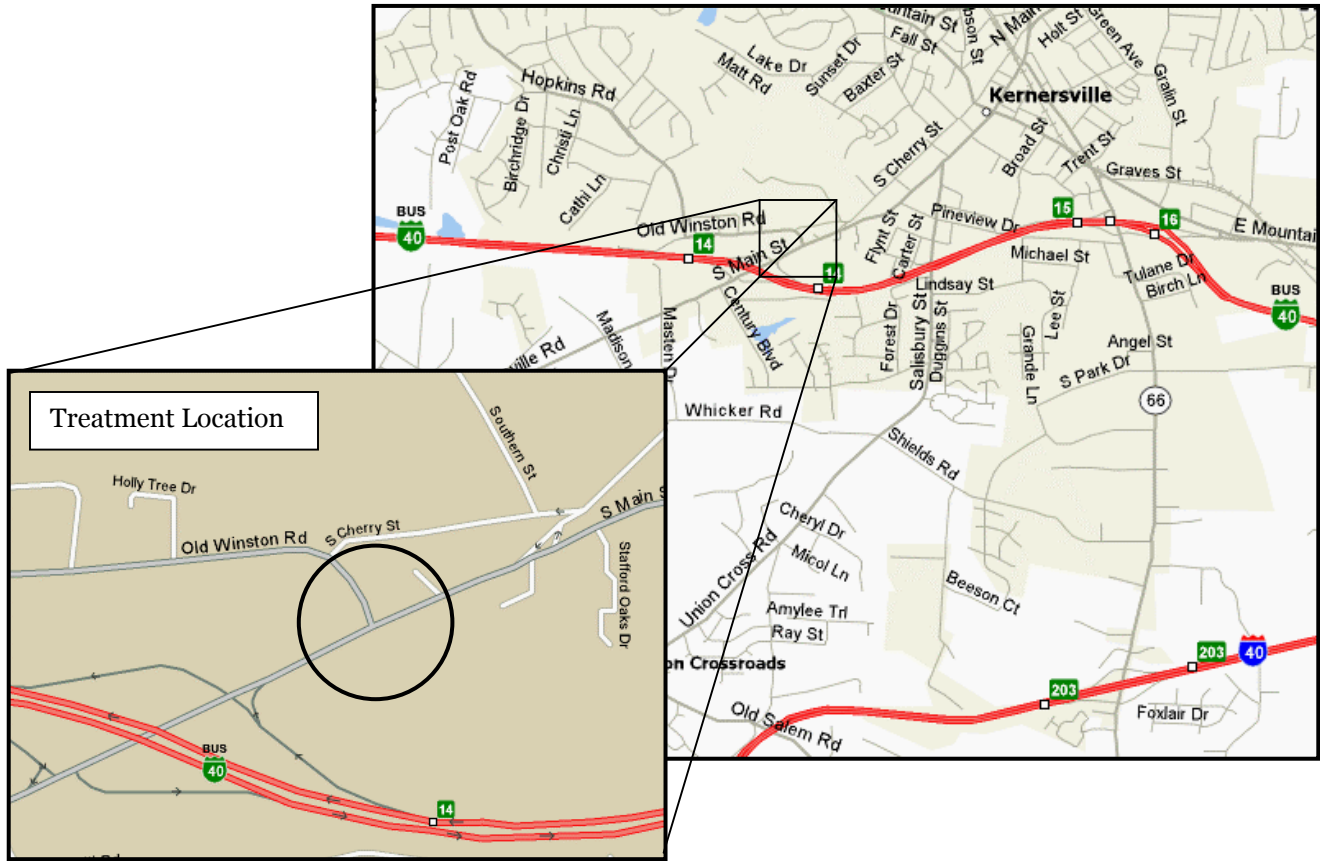 untain St
Fall St
bson St
N Main
Holt St
Green Ave
Lake Dr
Matt Rd
Sunset Dr
Baxter St
Gralin St
Hopkins Rd
Post Oak Rd
Birchridge Dr
Christi Ln
Cathi Ln
Kernersville
S Cherry St
Broad St
Trent St
Graves St
BUS
40
Old Winston Rd
14
S Main St
14
Flynt St
Carter St
Pineview Dr
15
16
E Mountai
Michael St
Tulane Dr
Birch Ln
BUS
40
Lindsay St
Century Blvd
Masten D
Madison
ville Rd
Forest Dr
Salisbury St
Duggins St
Lee St
Grande Ln
Angel St
S Park Dr
66
Whicker Rd
Shields Rd
Cheryl Dr
Micol Ln
Union Cross Rd
Beeson Ct
Amylee Trl
Ray St
on Crossroads
203
40
203
Foxlair Dr
Old Salem Rd
Treatment Location
Southern St
Holly Tree Dr
S Main S
S Cherry St
Old Winston Rd
Stafford Oaks Dr
BUS
40
14